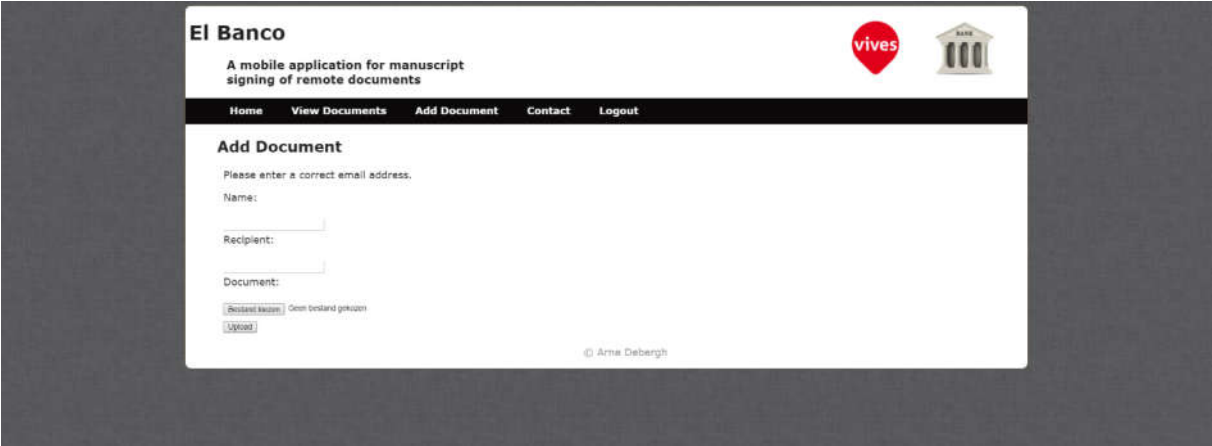 El Banco
A mobile application for manuscript
signing of remote documents
vives
BANK
Home View Documents Add Document Contact Logout
Add Document
Please enter a correct email address.
Name:
Recipient:
Document:
Bestand kiezen Geen bestand gekozen
Upload
© Arne Debergh